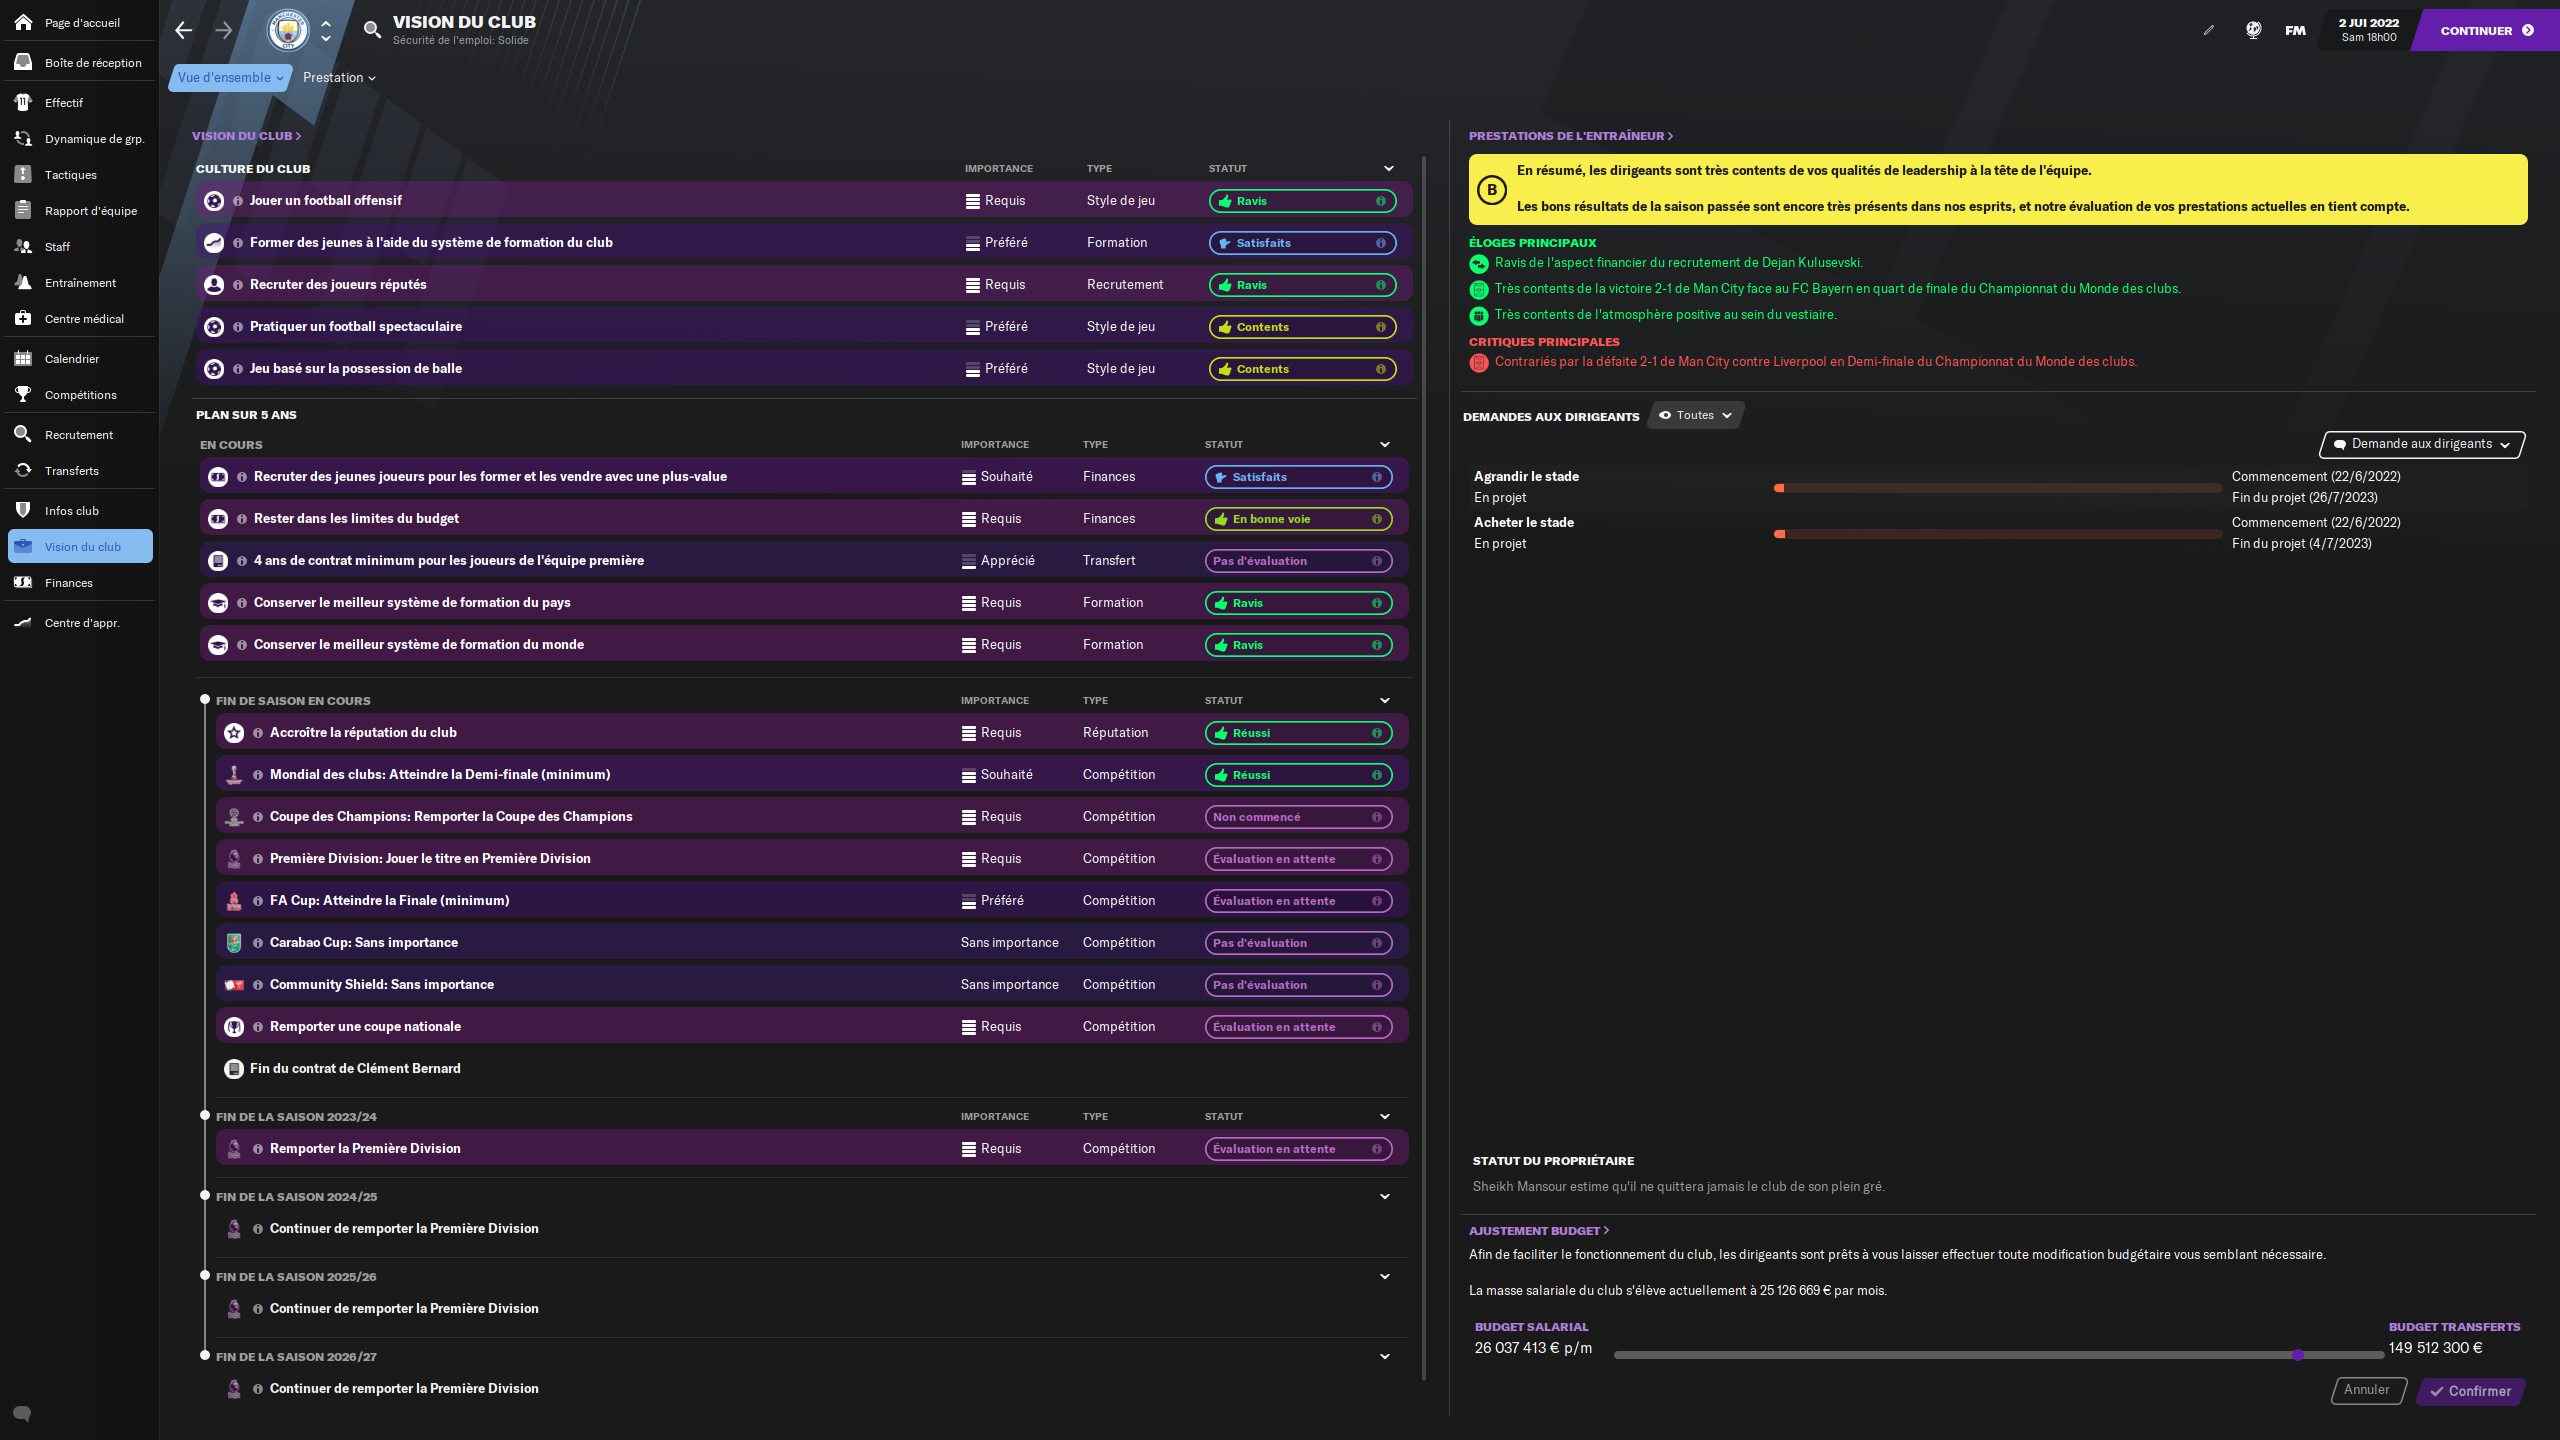 Page d'accueil
Boîte de réception
Effectif
Dynamique de grp.
Tactiques
Rapport d'équipe
Staff
Entraînement
Centre médical
Calendrier
Compétitions
Recrutement
Transferts
Infos club
Vision du club
Finances
Centre d'appr.
VISION DU CLUB
Sécurité de l'emploi: Solide
FM
2 JUI 2022
Sam 18h00
CONTINUER
Vue d'ensemble
Prestation
VISION DU CLUB
CULTURE DU CLUB IMPORTANCE TYPE STATUT
Jouer un football offensif Requis Style de jeu Ravis
Former des jeunes à l'aide du système de formation du club Préféré Formation Satisfaits
Recruter des joueurs réputés Requis Recrutement Ravis
Pratiquer un football spectaculaire Préféré Style de jeu Contents
Jeu basé sur la possession de balle Préféré Style de jeu Contents
PLAN SUR 5 ANS
EN COURS IMPORTANCE TYPE STATUT
Recruter des jeunes joueurs pour les former et les vendre avec une plus-value Souhaité Finances Satisfaits
Rester dans les limites du budget Requis Finances En bonne voie
4 ans de contrat minimum pour les joueurs de l'équipe première Apprécié Transfert Pas d'évaluation
Conserver le meilleur système de formation du pays Requis Formation Ravis
Conserver le meilleur système de formation du monde Requis Formation Ravis
FIN DE SAISON EN COURS IMPORTANCE TYPE STATUT
Accroître la réputation du club Requis Réputation Réussi
Mondial des clubs: Atteindre la Demi-finale (minimum) Souhaité Compétition Réussi
Coupe des Champions: Remporter la Coupe des Champions Requis Compétition Non commencé
Première Division: Jouer le titre en Première Division Requis Compétition Évaluation en attente
FA Cup: Atteindre la Finale (minimum) Préféré Compétition Évaluation en attente
Carabao Cup: Sans importance Sans importance Compétition Pas d'évaluation
Community Shield: Sans importance Sans importance Compétition Pas d'évaluation
Remporter une coupe nationale Requis Compétition Évaluation en attente
Fin du contrat de Clément Bernard
FIN DE LA SAISON 2023/24 IMPORTANCE TYPE STATUT
Remporter la Première Division Requis Compétition Évaluation en attente
FIN DE LA SAISON 2024/25
Continuer de remporter la Première Division
FIN DE LA SAISON 2025/26
Continuer de remporter la Première Division
FIN DE LA SAISON 2026/27
Continuer de remporter la Première Division
PRESTATIONS DE L'ENTRAÎNEUR
B
En résumé, les dirigeants sont très contents de vos qualités de leadership à la tête de l'équipe.
Les bons résultats de la saison passée sont encore très présents dans nos esprits, et notre évaluation de vos prestations actuelles en tient compte.
ÉLOGES PRINCIPAUX
Ravis de l'aspect financier du recrutement de Dejan Kulusevski.
Très contents de la victoire 2-1 de Man City face au FC Bayern en quart de finale du Championnat du Monde des clubs.
Très contents de l'atmosphère positive au sein du vestiaire.
CRITIQUES PRINCIPALES
Contrariés par la défaite 2-1 de Man City contre Liverpool en Demi-finale du Championnat du Monde des clubs.
DEMANDES AUX DIRIGEANTS Toutes
Demande aux dirigeants
Agrandir le stade Commencement (22/6/2022)
En projet Fin du projet (26/7/2023)
Acheter le stade Commencement (22/6/2022)
En projet Fin du projet (4/7/2023)
STATUT DU PROPRIÉTAIRE
Sheikh Mansour estime qu'il ne quittera jamais le club de son plein gré.
AJUSTEMENT BUDGET
Afin de faciliter le fonctionnement du club, les dirigeants sont prêts à vous laisser effectuer toute modification budgétaire vous semblant nécessaire.
La masse salariale du club s'élève actuellement à 25 126 669 € par mois.
BUDGET SALARIAL BUDGET TRANSFERTS
26 037 413 € p/m 149 512 300 €
Annuler Confirmer